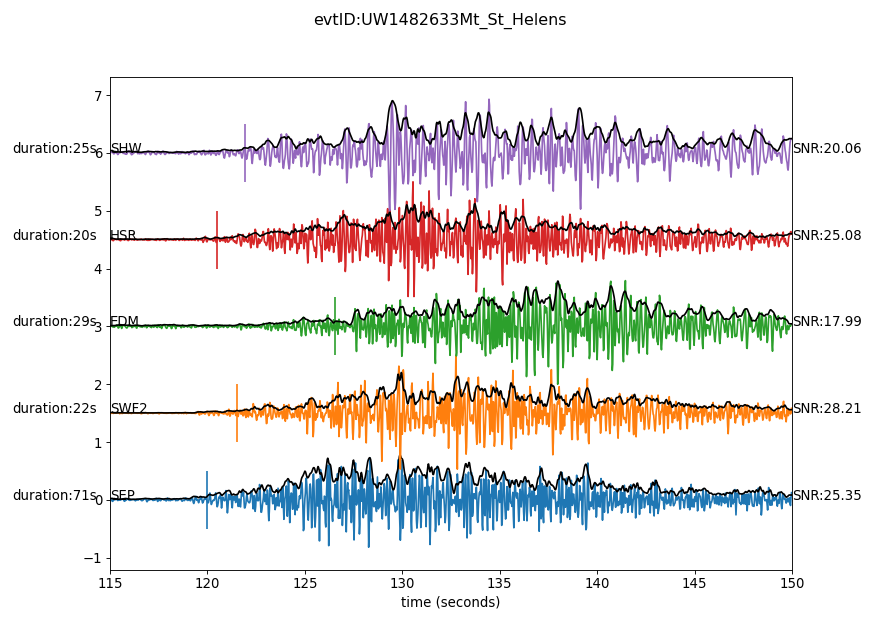 evtID:UW1482633Mt_St_Helens
7
duration:25s SHW SNR:20.06
6
5
duration:20s HSR SNR:25.08
4
duration:29s EDM SNR:17.99
3
2
duration:22s SWF2 SNR:28.21
1
duration:71s SEP SNR:25.35
0
−1
115 120 125 130 135 140 145 150
time (seconds)